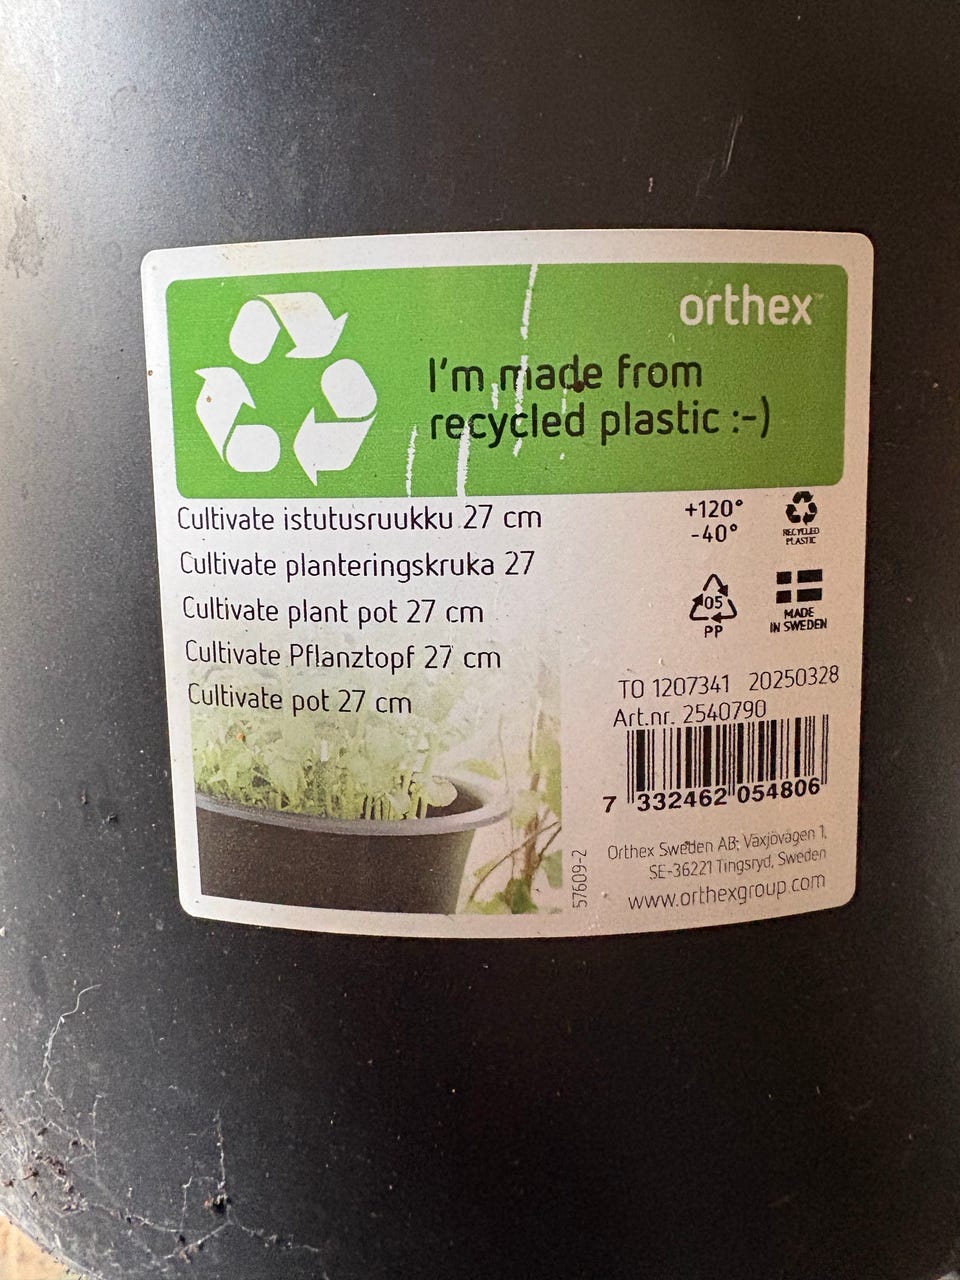 orthex™
I'm made from
recycled plastic :-)
Cultivate istutusruukku 27 cm
Cultivate planteringskruka 27
Cultivate plant pot 27 cm
Cultivate Pflanztopf 27 cm
Cultivate pot 27 cm
+120°
-40°
RECYCLED
PLASTIC
05
PP
MADE
IN SWEDEN
TO 1207341 20250328
Art.nr. 2540790
7 332462 054806
57609-2
Orthex Sweden AB; Växjövägen 1,
SE-36221 Tingsryd, Sweden
www.orthexgroup.com